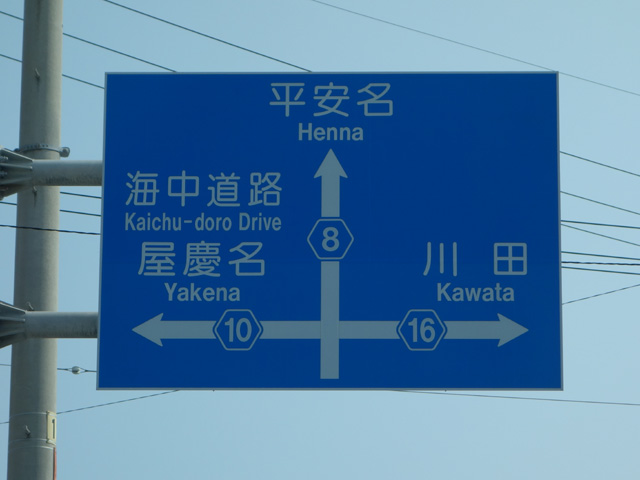 平安名
Henna
海中道路
Kaichu-doro Drive
屋慶名
Yakena
川田
Kawata
8
10
16